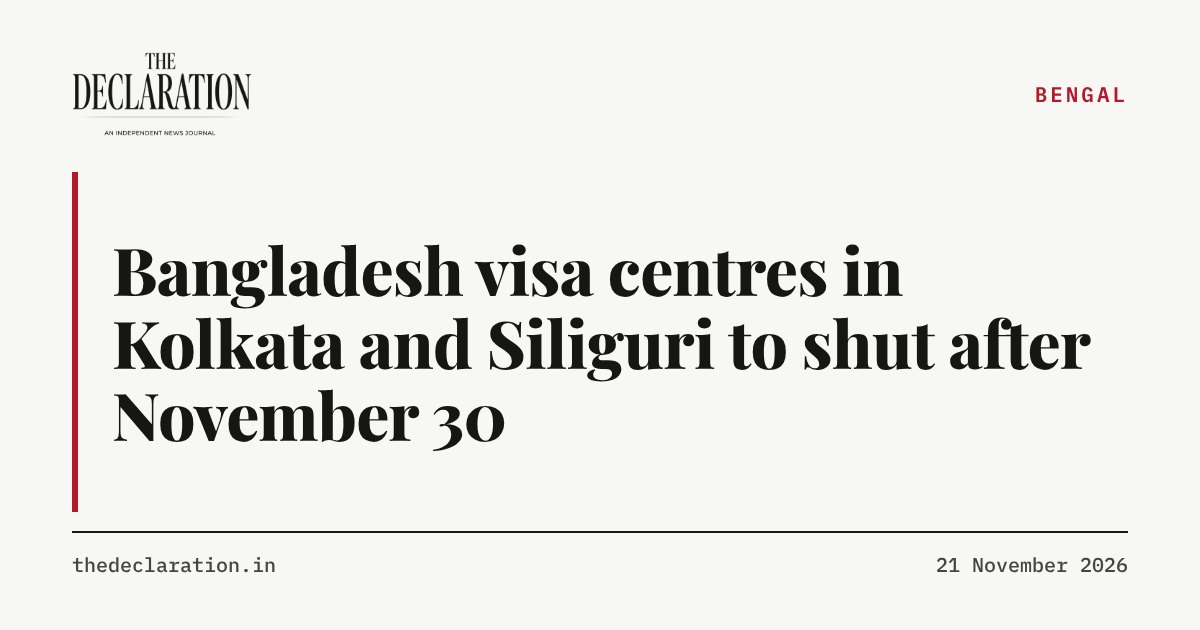 THE
DECLARATION
AN INDEPENDENT NEWS JOURNAL
BENGAL
Bangladesh visa centres in
Kolkata and Siliguri to shut after
November 30
thedeclaration.in
21 November 2026